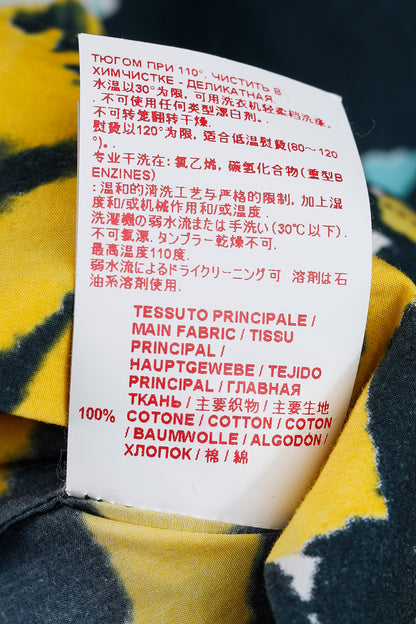 ТЮГОМ ПРИ 110°. ЧИСТИТЬ В
ХИМЧИСТКЕ - ДЕЛИКАТНАЯ.
水温以30°为限, 可用洗衣机轻柔档洗涤.
. 不可使用任何类型漂白剂. .
不可转笼翻转干燥.
熨烫以120°为限, 适合低温熨烫(80～120
°). .
专业干洗在: 氯乙烯, 碳氢化合物 (重型B
ENZINES)
: 温和的清洗工艺与严格的限制, 加上湿
度和/或机械作用和/或温度.
洗濯機の弱水流または手洗い (30℃以下).
不可氯漂. タンブラー乾燥不可.
最高温度110度.
弱水流によるドライクリーニング可 溶剤は石
油系溶剤使用.
TESSUTO PRINCIPALE /
MAIN FABRIC / TISSU
PRINCIPAL /
HAUPTGEWEBE / TEJIDO
PRINCIPAL / ГЛАВНАЯ
ТКАНЬ / 主要织物 / 主要生地
100% COTONE / COTTON / COTON
/ BAUMWOLLE / ALGODÓN /
ХЛОПОК / 棉 / 綿